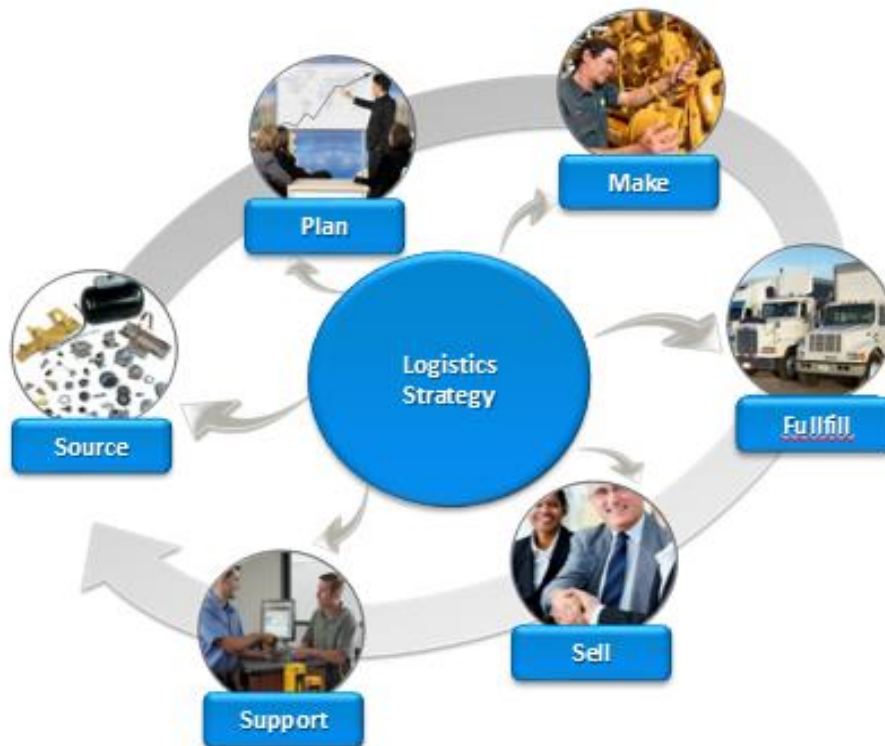 Plan
Make
Logistics
Strategy
Source
Fullfill
Sell
Support